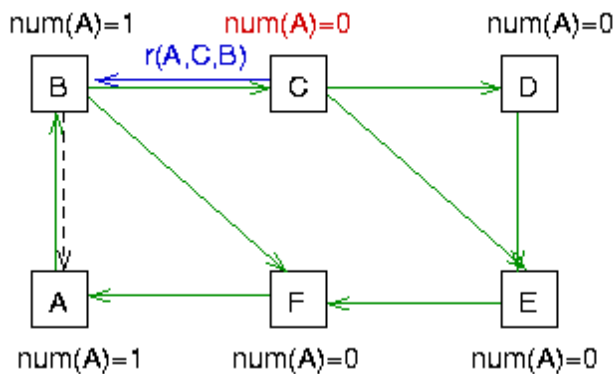 num(A)=1 num(A)=0 num(A)=0
r(A,C,B)
B C D
A F E
num(A)=1 num(A)=0 num(A)=0